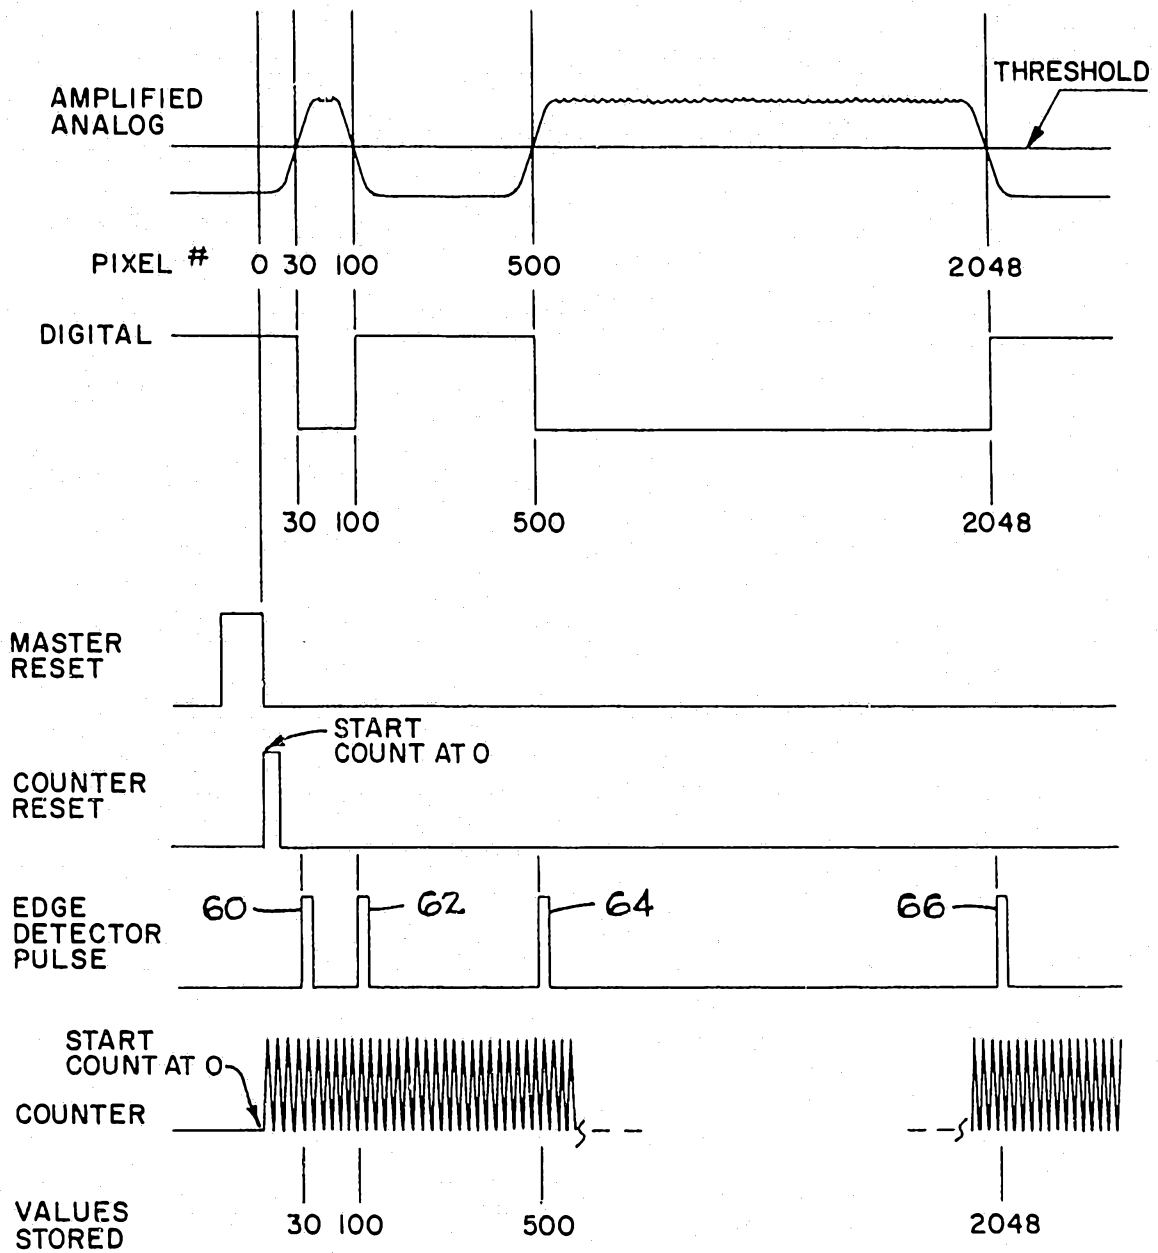 THRESHOLD
AMPLIFIED
ANALOG
PIXEL # 0 30 100 500 2048
DIGITAL
30 100 500 2048
MASTER
RESET
START
COUNT AT 0
COUNTER
RESET
EDGE
DETECTOR
PULSE
60 62 64 66
START
COUNT AT 0
COUNTER
VALUES
STORED
30 100 500 2048